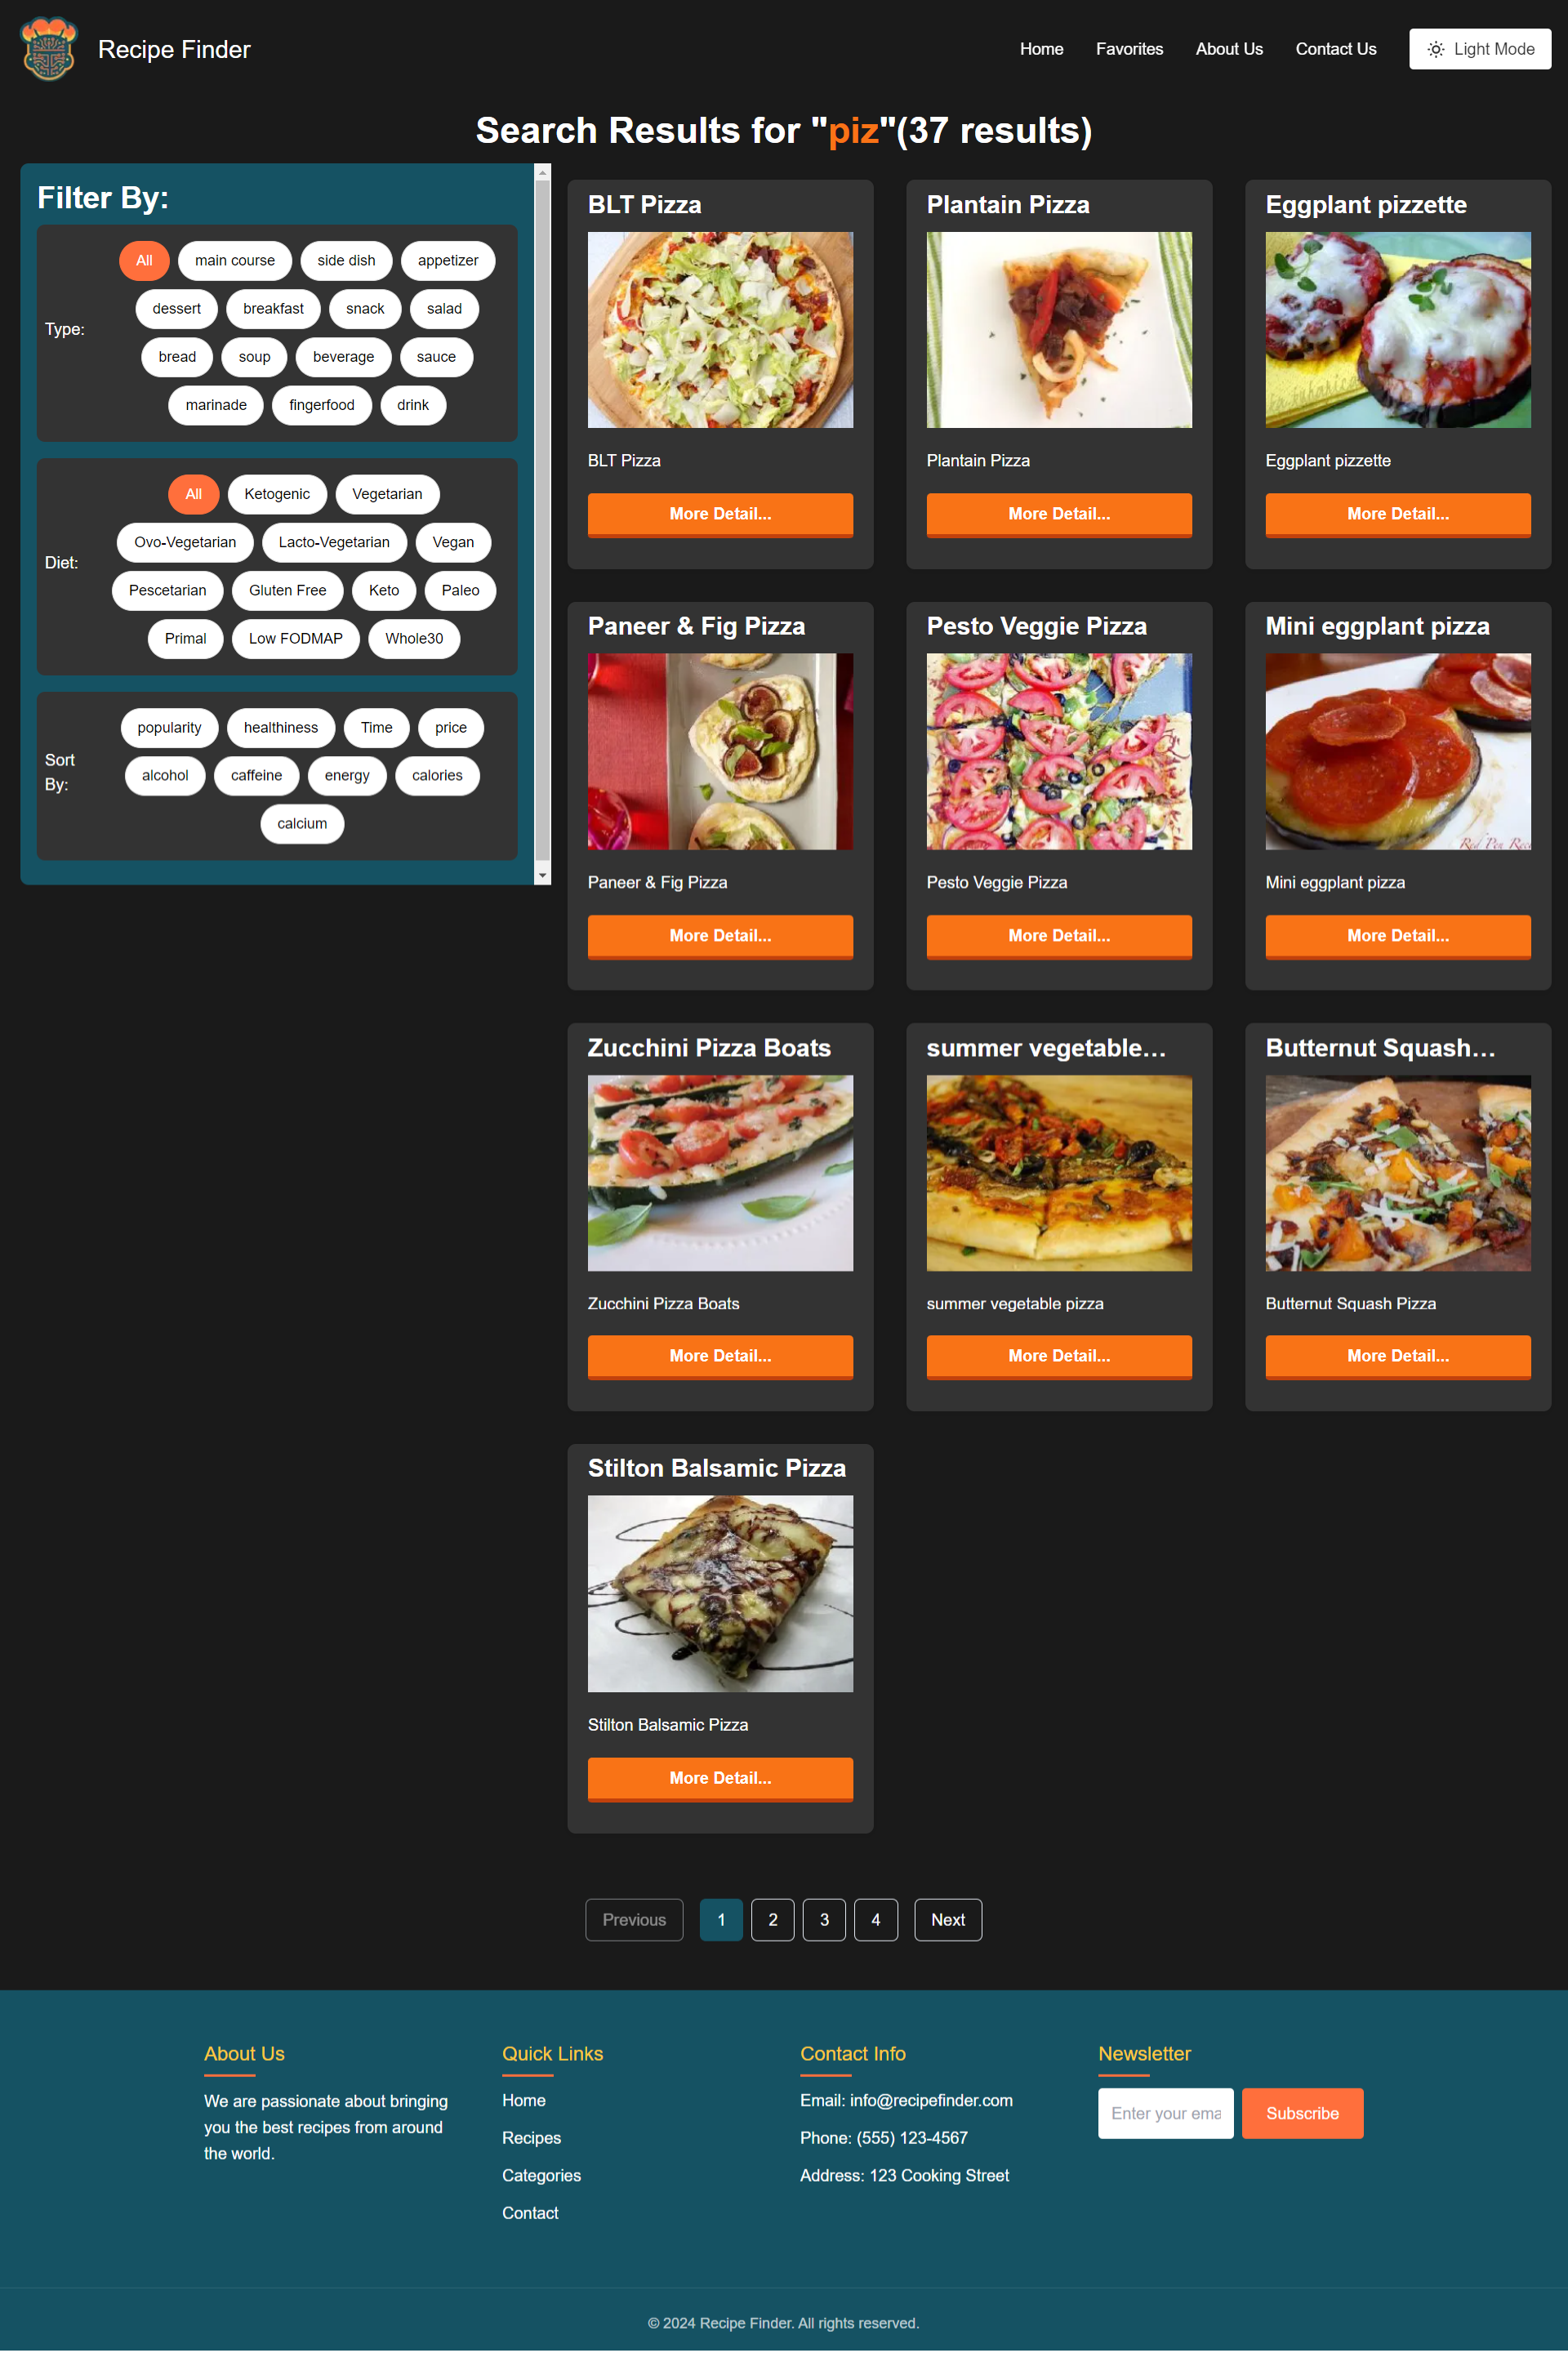 Recipe Finder
Home
Favorites
About Us
Contact Us
Light Mode
Search Results for "piz"(37 results)
Filter By:
Type:
All
main course
side dish
appetizer
dessert
breakfast
snack
salad
bread
soup
beverage
sauce
marinade
fingerfood
drink
Diet:
All
Ketogenic
Vegetarian
Ovo-Vegetarian
Lacto-Vegetarian
Vegan
Pescetarian
Gluten Free
Keto
Paleo
Primal
Low FODMAP
Whole30
Sort
By:
popularity
healthiness
Time
price
alcohol
caffeine
energy
calories
calcium
BLT Pizza
BLT Pizza
More Detail...
Plantain Pizza
Plantain Pizza
More Detail...
Eggplant pizzette
Eggplant pizzette
More Detail...
Paneer & Fig Pizza
Paneer & Fig Pizza
More Detail...
Pesto Veggie Pizza
Pesto Veggie Pizza
More Detail...
Mini eggplant pizza
Red Pen
Mini eggplant pizza
More Detail...
Zucchini Pizza Boats
Zucchini Pizza Boats
More Detail...
summer vegetable...
summer vegetable pizza
More Detail...
Butternut Squash...
Butternut Squash Pizza
More Detail...
Stilton Balsamic Pizza
Stilton Balsamic Pizza
More Detail...
Previous
1
2
3
4
Next
About Us
We are passionate about bringing
you the best recipes from around
the world.
Quick Links
Home
Recipes
Categories
Contact
Contact Info
Email: info@recipefinder.com
Phone: (555) 123-4567
Address: 123 Cooking Street
Newsletter
Enter your ema
Subscribe
© 2024 Recipe Finder. All rights reserved.